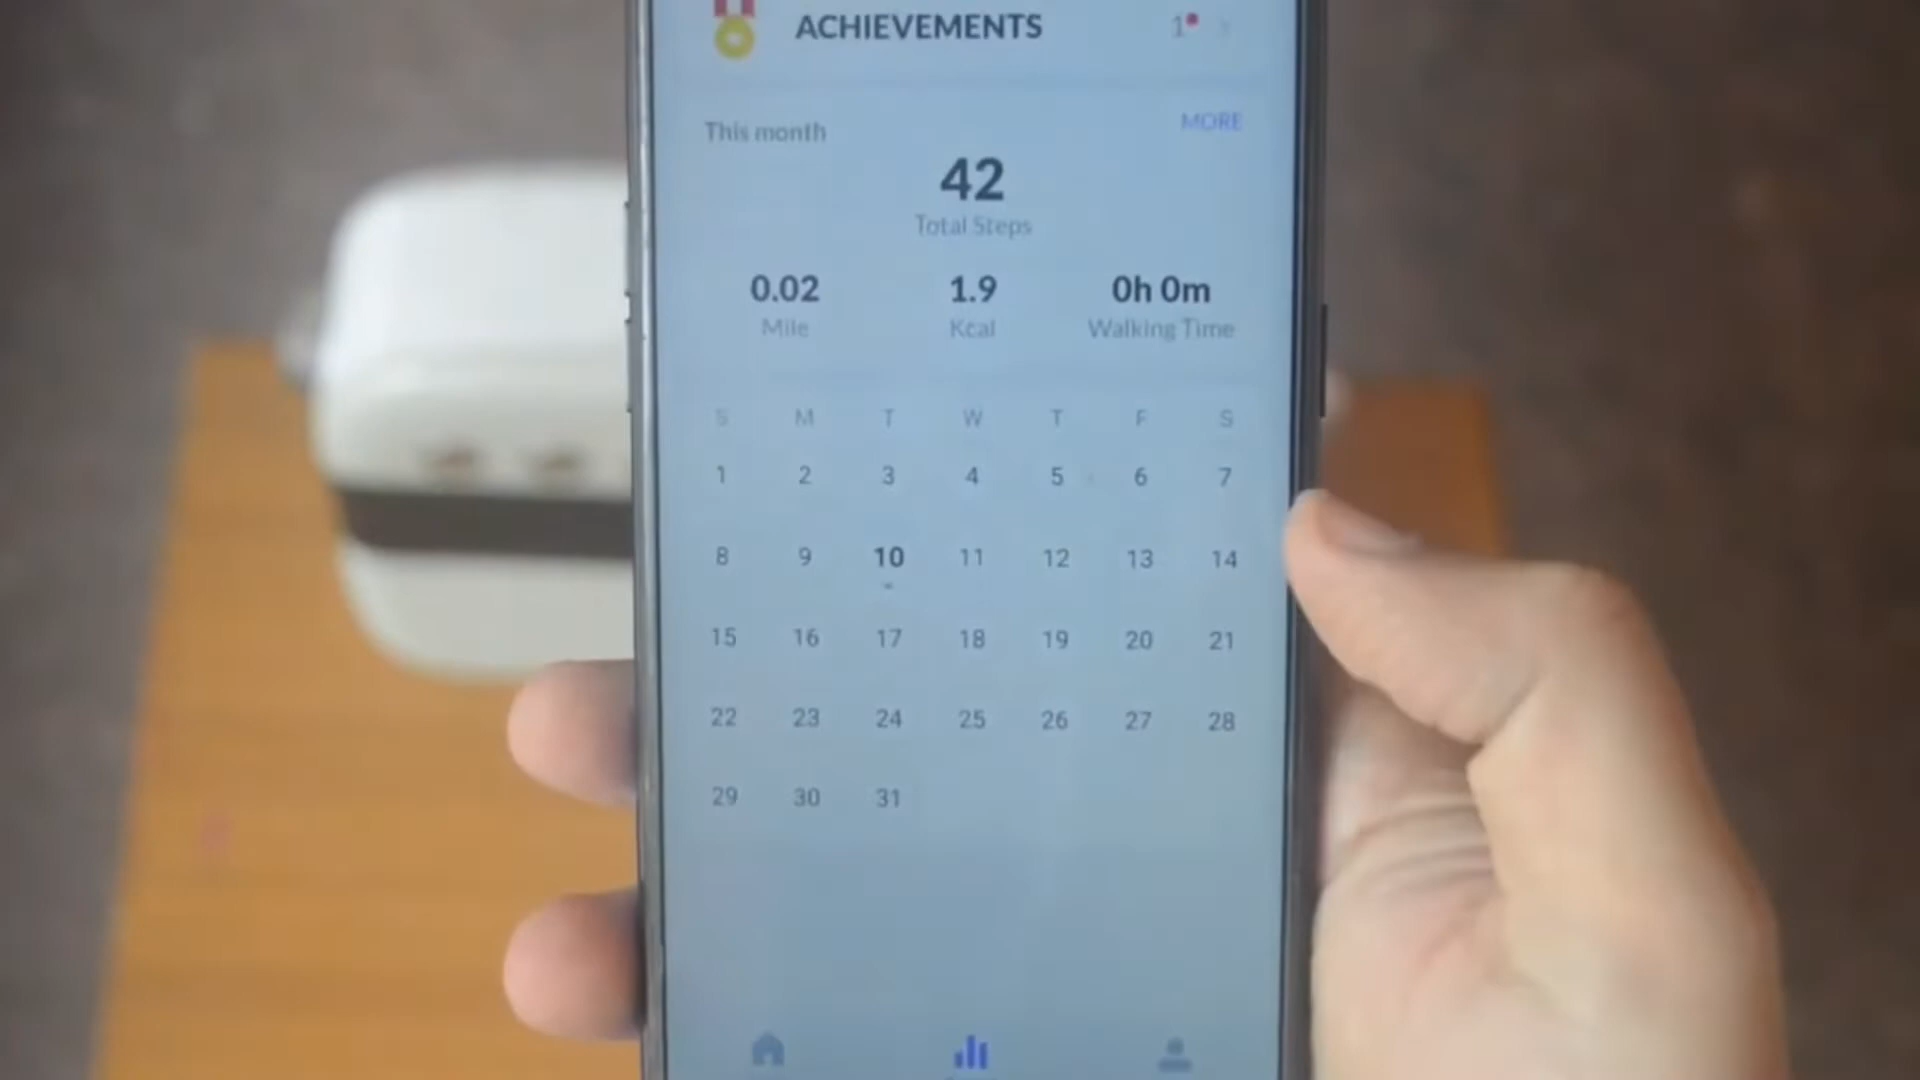 ACHIEVEMENTS 1
This month MORE
42
Total Steps
0.02 1.9 0h 0m
Mile Kcal Walking Time
S M T W T F S
1 2 3 4 5 6 7
8 9 10 11 12 13 14
15 16 17 18 19 20 21
22 23 24 25 26 27 28
29 30 31